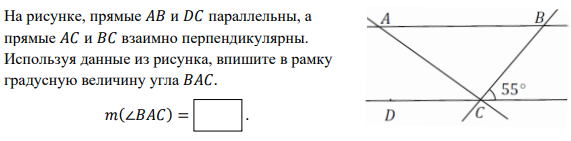 На рисунке, прямые AB и DC параллельны, а
прямые AC и BC взаимно перпендикулярны.
Используя данные из рисунка, впишите в рамку
градусную величину угла BAC.
m(∠BAC) = .
A
B
55°
D
C